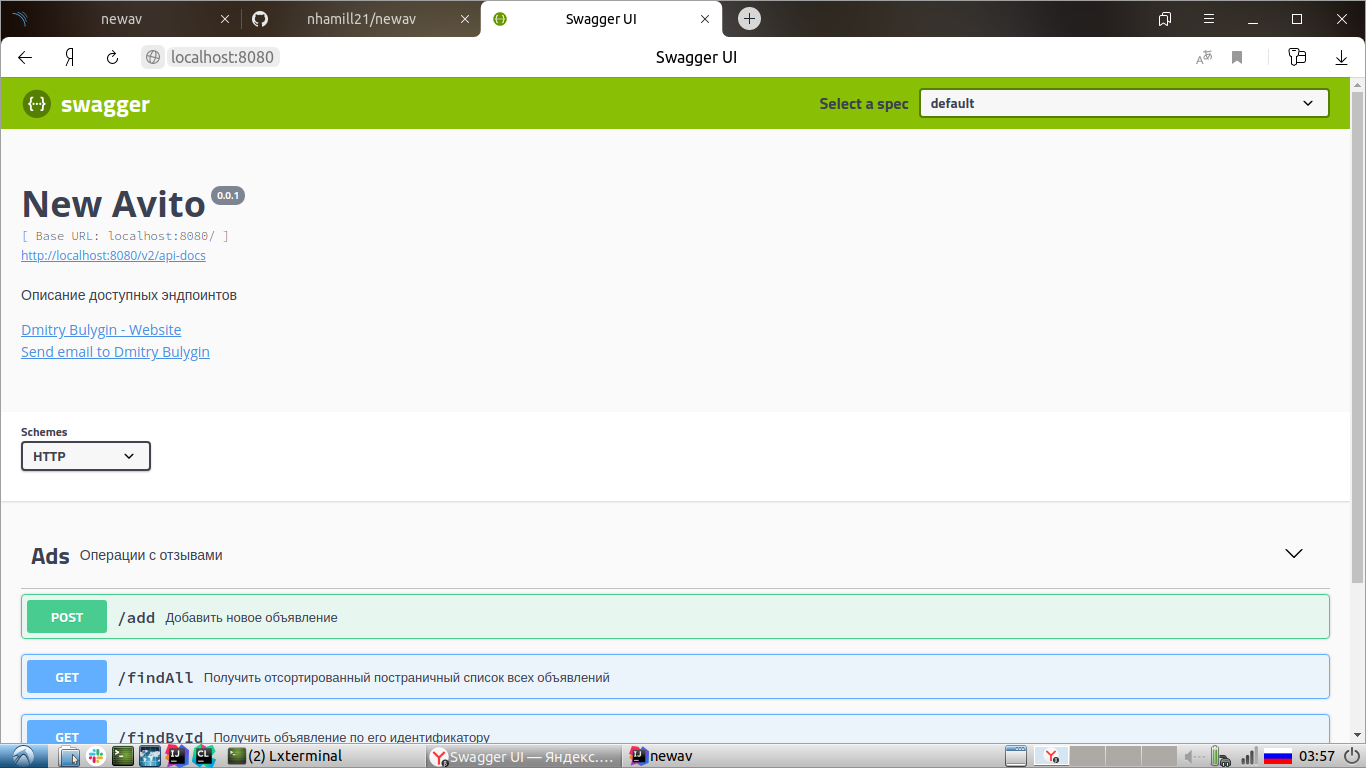 newav
nhamill21/newav
Swagger UI
localhost:8080
Swagger UI
swagger
Select a spec
default
New Avito 0.0.1
[ Base URL: localhost:8080/ ]
http://localhost:8080/v2/api-docs
Описание доступных эндпоинтов
Dmitry Bulygin - Website
Send email to Dmitry Bulygin
Schemes
HTTP
Ads Операции с отзывами
POST /add Добавить новое объявление
GET /findAll Получить отсортированный постраничный список всех объявлений
GET /findById Получить объявление по его идентификатору
(2) Lxterminal
Swagger UI — Яндекс....
newav
03:57